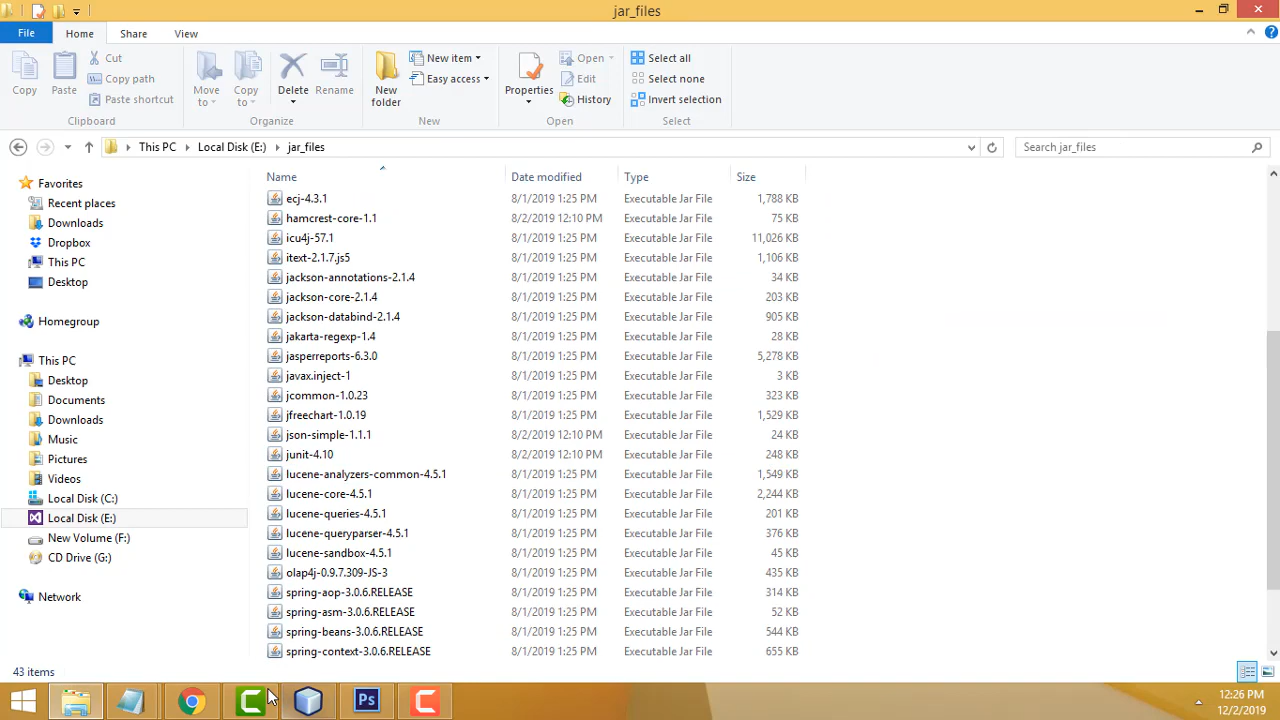 jar_files
File Home Share View
Copy Paste Cut Copy path Paste shortcut Move to Copy to Delete Rename New folder New item Easy access Properties Open Edit History Select all Select none Invert selection
Clipboard Organize New Open Select
This PC Local Disk (E:) jar_files Search jar_files
Favorites
Recent places
Downloads
Dropbox
This PC
Desktop
Homegroup
This PC
Desktop
Documents
Downloads
Music
Pictures
Videos
Local Disk (C:)
Local Disk (E:)
New Volume (F:)
CD Drive (G:)
Network
Name Date modified Type Size
ecj-4.3.1 8/1/2019 1:25 PM Executable Jar File 1,788 KB
hamcrest-core-1.1 8/2/2019 12:10 PM Executable Jar File 75 KB
icu4j-57.1 8/1/2019 1:25 PM Executable Jar File 11,026 KB
itext-2.1.7.js5 8/1/2019 1:25 PM Executable Jar File 1,106 KB
jackson-annotations-2.1.4 8/1/2019 1:25 PM Executable Jar File 34 KB
jackson-core-2.1.4 8/1/2019 1:25 PM Executable Jar File 203 KB
jackson-databind-2.1.4 8/1/2019 1:25 PM Executable Jar File 905 KB
jakarta-regexp-1.4 8/1/2019 1:25 PM Executable Jar File 28 KB
jasperreports-6.3.0 8/1/2019 1:25 PM Executable Jar File 5,278 KB
javax.inject-1 8/1/2019 1:25 PM Executable Jar File 3 KB
jcommon-1.0.23 8/1/2019 1:25 PM Executable Jar File 323 KB
jfreechart-1.0.19 8/1/2019 1:25 PM Executable Jar File 1,529 KB
json-simple-1.1.1 8/2/2019 12:10 PM Executable Jar File 24 KB
junit-4.10 8/2/2019 12:10 PM Executable Jar File 248 KB
lucene-analyzers-common-4.5.1 8/1/2019 1:25 PM Executable Jar File 1,549 KB
lucene-core-4.5.1 8/1/2019 1:25 PM Executable Jar File 2,244 KB
lucene-queries-4.5.1 8/1/2019 1:25 PM Executable Jar File 201 KB
lucene-queryparser-4.5.1 8/1/2019 1:25 PM Executable Jar File 376 KB
lucene-sandbox-4.5.1 8/1/2019 1:25 PM Executable Jar File 45 KB
olap4j-0.9.7.309-JS-3 8/1/2019 1:25 PM Executable Jar File 435 KB
spring-aop-3.0.6.RELEASE 8/1/2019 1:25 PM Executable Jar File 314 KB
spring-asm-3.0.6.RELEASE 8/1/2019 1:25 PM Executable Jar File 52 KB
spring-beans-3.0.6.RELEASE 8/1/2019 1:25 PM Executable Jar File 544 KB
spring-context-3.0.6.RELEASE 8/1/2019 1:25 PM Executable Jar File 655 KB
43 items
Ps
12:26 PM
12/2/2019